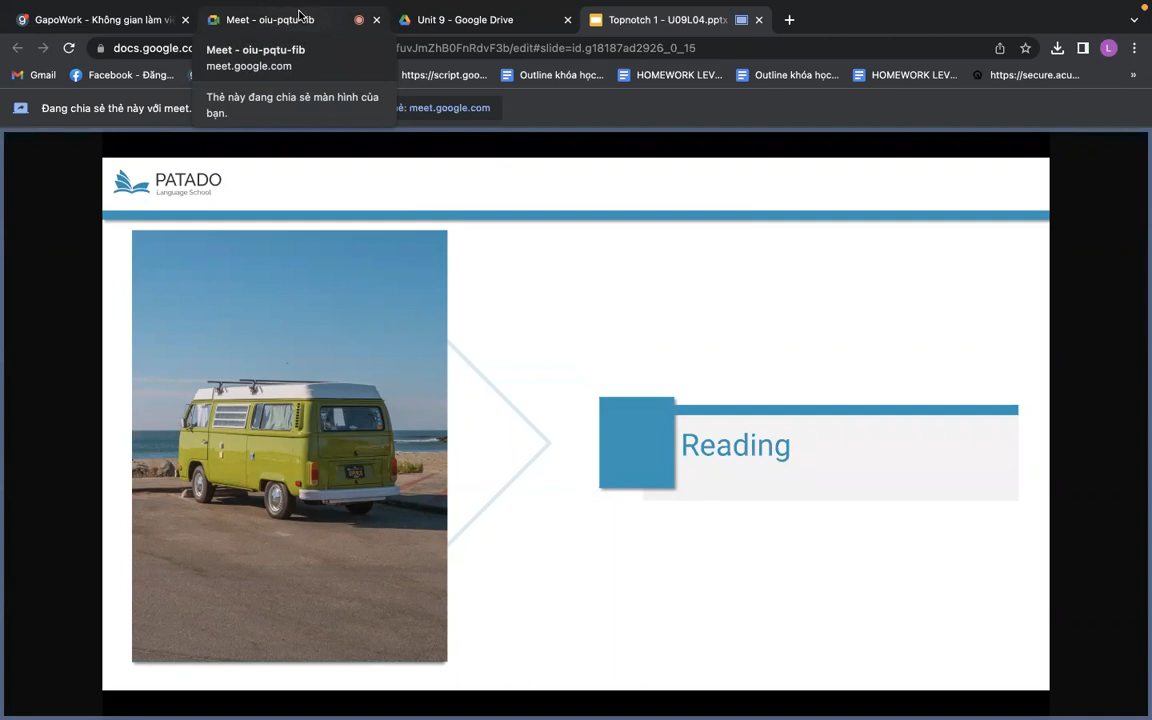 GapoWork - Không gian làm vi
Meet - oiu-pqtu-fib
Unit 9 - Google Drive
Topnotch 1 - U09L04.pptx
docs.google.co
fuvJmZhB0FnRdvF3b/edit#slide=id.g18187ad2926_0_15
L
Meet - oiu-pqtu-fib
meet.google.com
Gmail
Facebook - Đăng...
https://script.goo...
Outline khóa học...
HOMEWORK LEV...
Outline khóa học...
HOMEWORK LEV...
https://secure.acu...
»
Thẻ này đang chia sẻ màn hình của
bạn.
Đang chia sẻ thẻ này với meet.
meet.google.com
PATADO
Language School
Reading